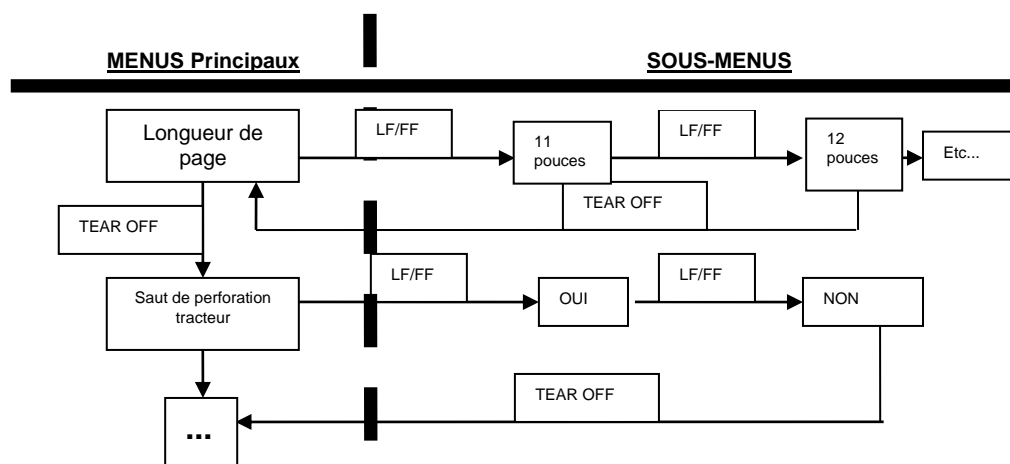 MENUS Principaux
SOUS-MENUS
Longueur de
page
LF/FF
11
pouces
LF/FF
12
pouces
Etc...
TEAR OFF
TEAR OFF
Saut de perforation
tracteur
LF/FF
OUI
LF/FF
NON
TEAR OFF
...